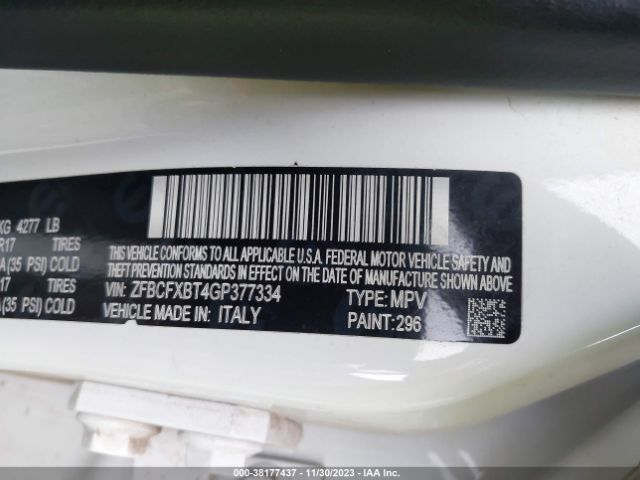 KG 4277 LB
R17 TIRES
A(35 PSI) COLD
17 TIRES
(35 PSI) COLD
THIS VEHICLE CONFORMS TO ALL APPLICABLE U.S.A. FEDERAL MOTOR VEHICLE SAFETY AND
THEFT PREVENTION STANDARDS IN EFFECT ON THE DATE OF MANUFACTURE SHOWN ABOVE
VIN: ZFBCFXBT4GP377334 TYPE: MPV
VEHICLE MADE IN: ITALY PAINT: 296
000-38177437 - 11/30/2023 - IAA Inc.